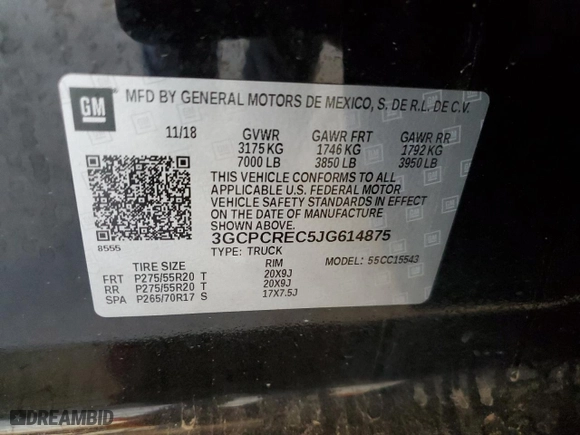 GM
MFD BY GENERAL MOTORS DE MEXICO, S. DE R.L. DE C.V.
11/18 GVWR GAWR FRT GAWR RR
3175 KG 1746 KG 1792 KG
7000 LB 3850 LB 3950 LB
THIS VEHICLE CONFORMS TO ALL
APPLICABLE U.S. FEDERAL MOTOR
VEHICLE SAFETY STANDARDS IN EFFECT
ON THE DATE OF MANUFACTURE
SHOWN ABOVE.
8555
3GCPCREC5JG614875
TYPE: TRUCK MODEL: 55CC15543
TIRE SIZE RIM
FRT P275/55R20 T 20X9J
RR P275/55R20 T 20X9J
SPA P265/70R17 S 17X7.5J
DREAMBID